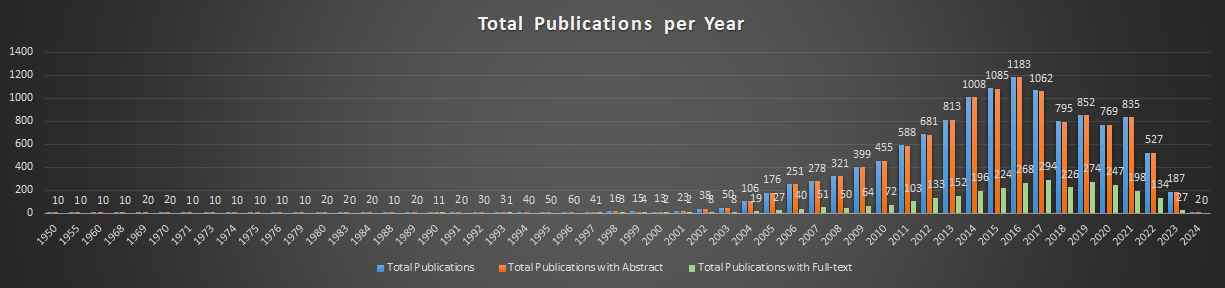 Total Publications per Year
1400
1200
1000
800
600
400
200
0
10 10 10 10 20 20 10 10 10 10 10 10 20 20 20 10 20 11 20 30 31 40 50 60 41 16 3 15 4 13 2 23 2 38 8 50 8 106 19 176 27 251 40 278 51 321 50 399 64 455 72 588 103 681 133 813 152 1008 196 1085 224 1183 268 1062 294 795 226 852 274 769 247 835 198 527 134 187 27 20
1950 1955 1960 1968 1969 1970 1971 1973 1974 1975 1976 1979 1980 1983 1984 1988 1989 1990 1991 1992 1993 1994 1995 1996 1997 1998 1999 2000 2001 2002 2003 2004 2005 2006 2007 2008 2009 2010 2011 2012 2013 2014 2015 2016 2017 2018 2019 2020 2021 2022 2023 2024
Total Publications Total Publications with Abstract Total Publications with Full-text